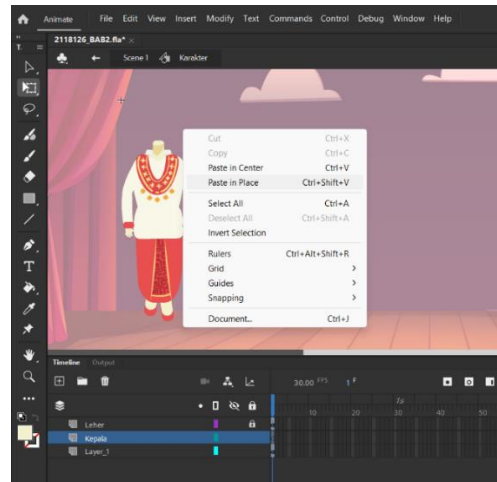 Animate File Edit View Insert Modify Text Commands Control Debug Window Help
2118126_BAB2.fla* ×
Scene 1 Karakter
Cut Ctrl+X
Copy Ctrl+C
Paste in Center Ctrl+V
Paste in Place Ctrl+Shift+V
Select All Ctrl+A
Deselect All Ctrl+Shift+A
Invert Selection
Rulers Ctrl+Alt+Shift+R
Grid
Guides
Snapping
Document... Ctrl+J
Timeline Output
30.00 FPS 1 F
1s
10 20 30 40 50
Leher
Kepala
Layer_1